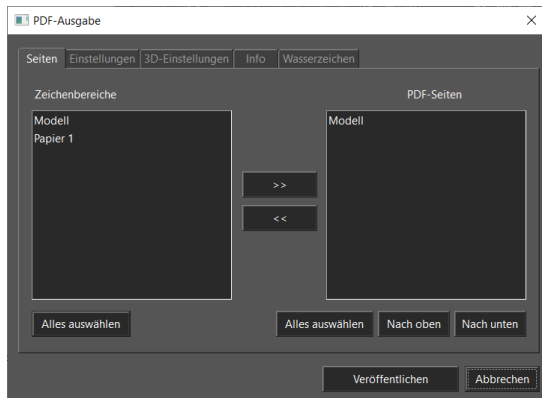 PDF-Ausgabe
Seiten Einstellungen 3D-Einstellungen Info Wasserzeichen
Zeichenbereiche PDF-Seiten
Modell Modell
Papier 1
>>
<<
Alles auswählen Alles auswählen Nach oben Nach unten
Veröffentlichen Abbrechen